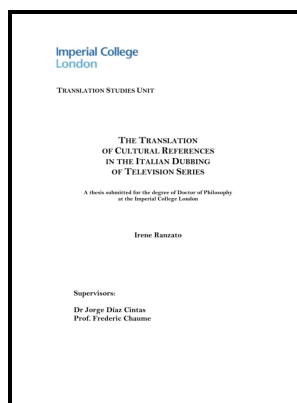 Imperial College
London
TRANSLATION STUDIES UNIT
THE TRANSLATION
OF CULTURAL REFERENCES
IN THE ITALIAN DUBBING
OF TELEVISION SERIES
A thesis submitted for the degree of Doctor of Philosophy
at the Imperial College London
Irene Ranzato
Supervisors:
Dr Jorge Díaz Cintas
Prof. Frederic Chaume